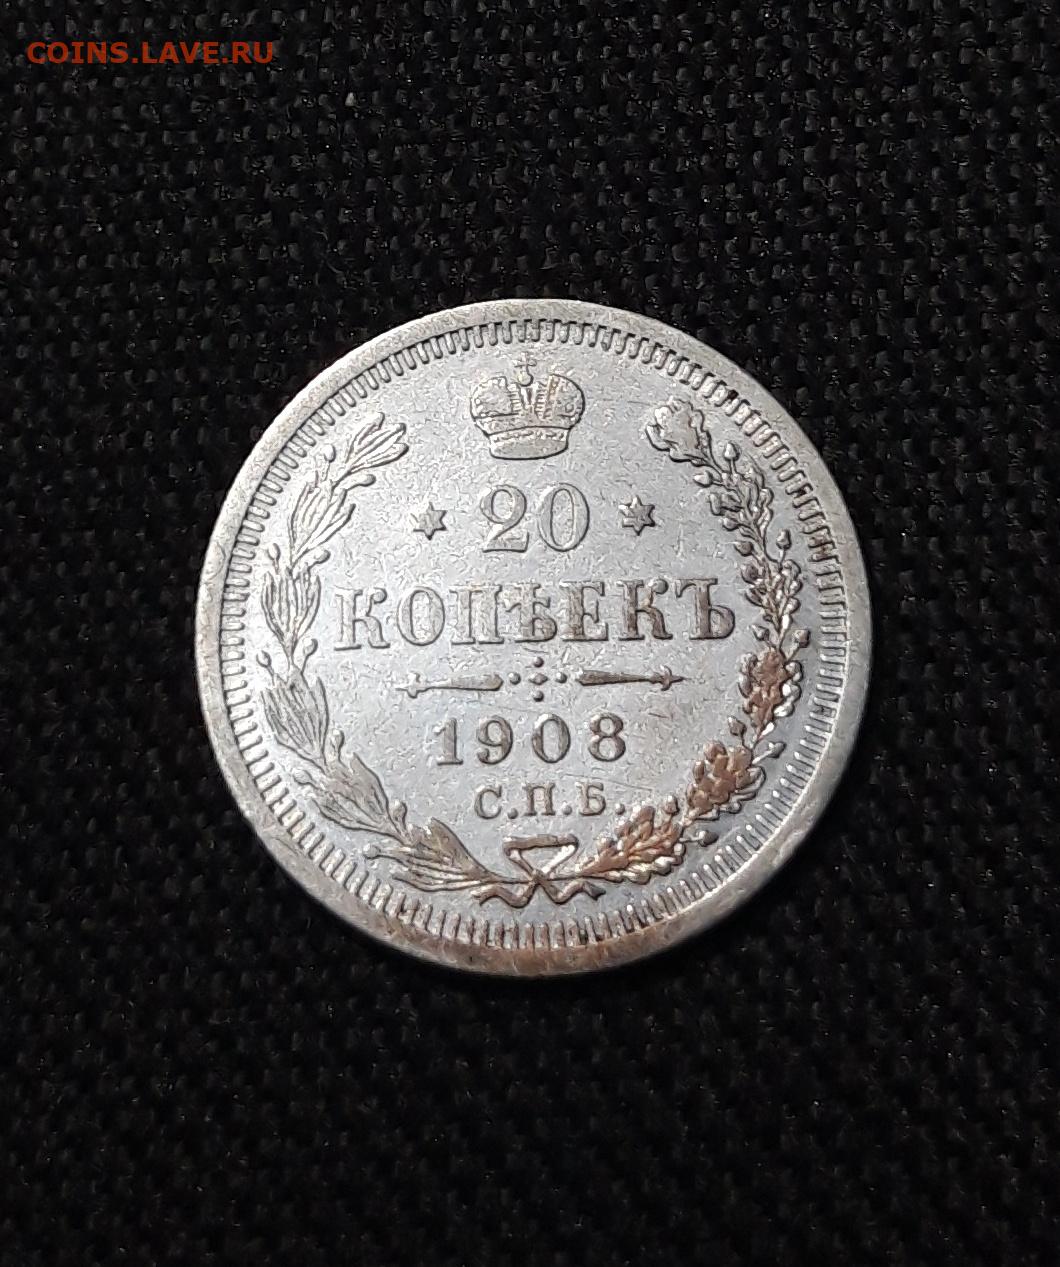 COINS.LAVE.RU
20
КОПѢЕКЪ
1908
С.П.Б.